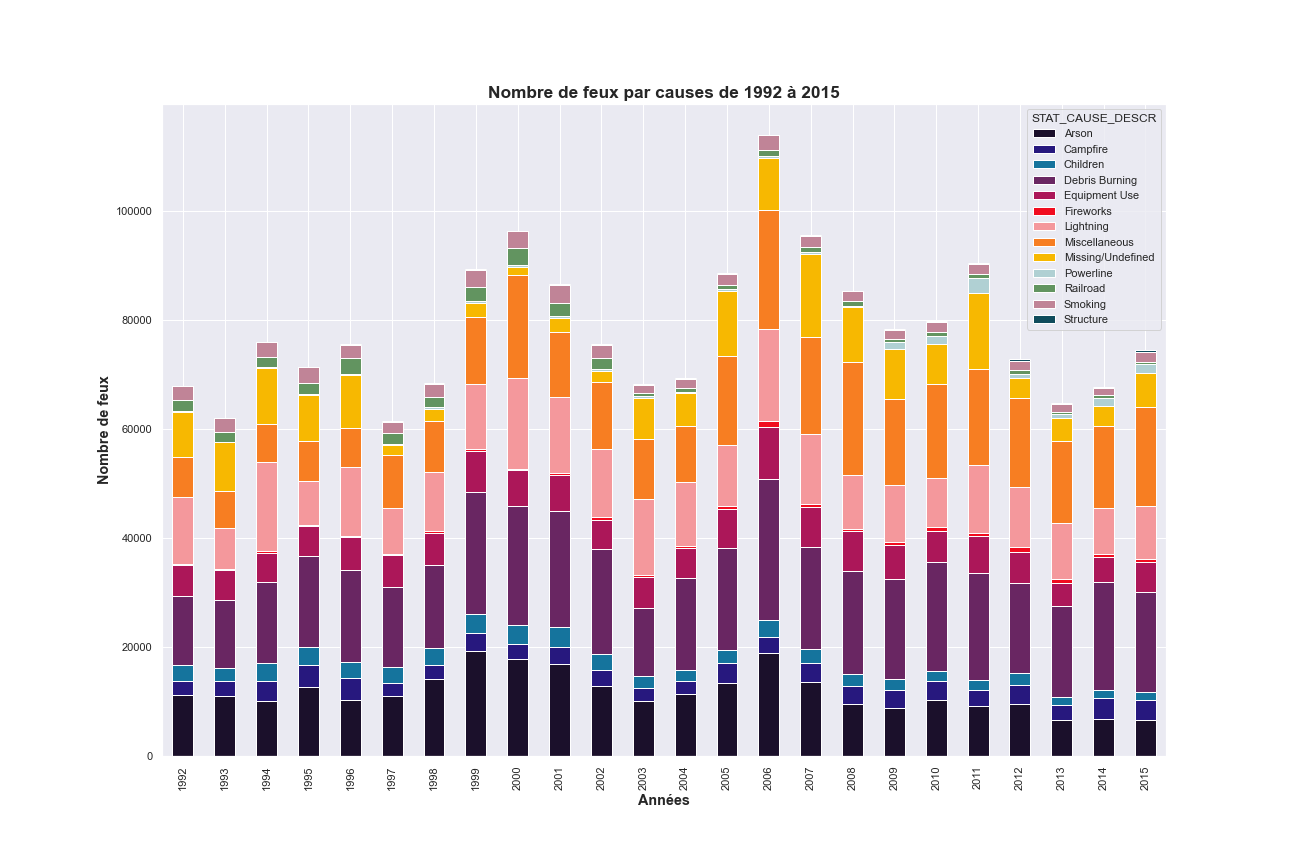 Nombre de feux par causes de 1992 à 2015
STAT_CAUSE_DESCR
Arson
Campfire
Children
Debris Burning
Equipment Use
Fireworks
Lightning
Miscellaneous
Missing/Undefined
Powerline
Railroad
Smoking
Structure
Nombre de feux
100000
80000
60000
40000
20000
0
1992 1993 1994 1995 1996 1997 1998 1999 2000 2001 2002 2003 2004 2005 2006 2007 2008 2009 2010 2011 2012 2013 2014 2015
Années